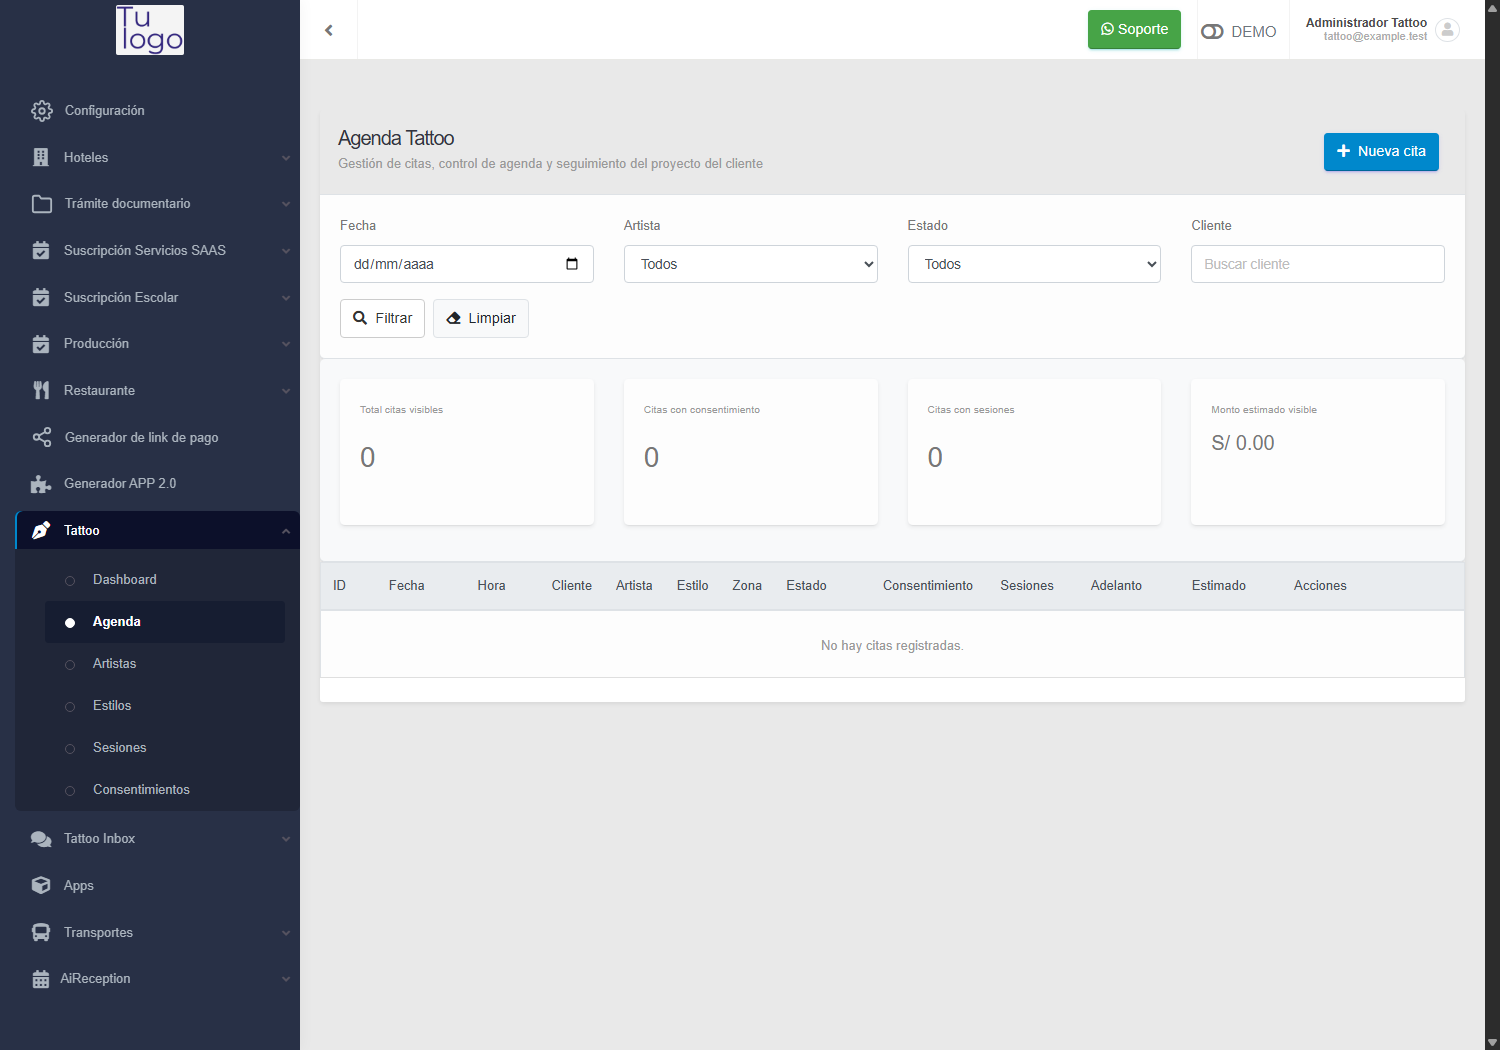 Tu
logo
Soporte
DEMO
Administrador Tattoo
tattoo@example.test
Configuración
Hoteles
Trámite documentario
Suscripción Servicios SAAS
Suscripción Escolar
Producción
Restaurante
Generador de link de pago
Generador APP 2.0
Tattoo
Dashboard
Agenda
Artistas
Estilos
Sesiones
Consentimientos
Tattoo Inbox
Apps
Transportes
AiReception
Agenda Tattoo
Gestión de citas, control de agenda y seguimiento del proyecto del cliente
Nueva cita
Fecha Artista Estado Cliente
dd/mm/aaaa Todos Todos Buscar cliente
Filtrar Limpiar
Total citas visibles Citas con consentimiento Citas con sesiones Monto estimado visible
0 0 0 S/ 0.00
ID Fecha Hora Cliente Artista Estilo Zona Estado Consentimiento Sesiones Adelanto Estimado Acciones
No hay citas registradas.